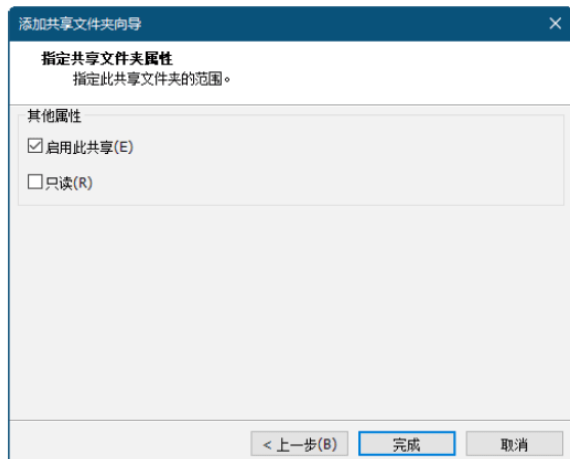 添加共享文件夹向导
指定共享文件夹属性
指定此共享文件夹的范围。
其他属性
启用此共享(E)
只读(R)
< 上一步(B)
完成
取消